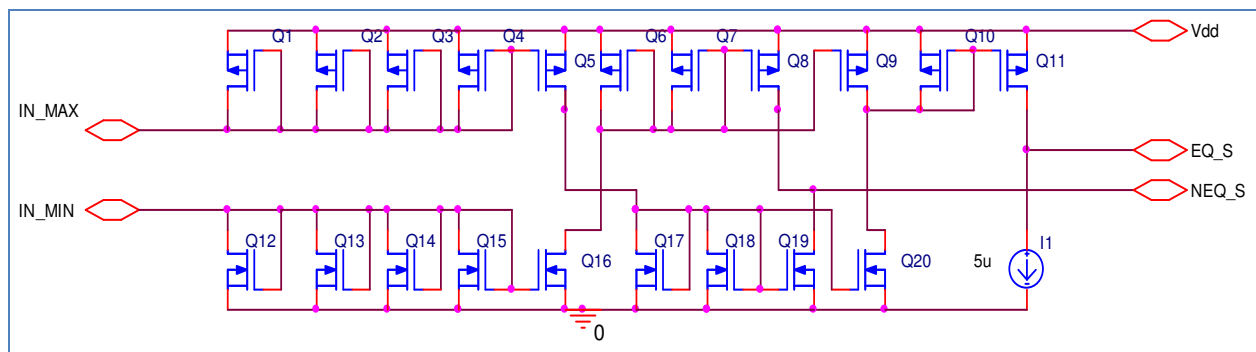 Q1 Q2 Q3 Q4 Q6 Q7 Q10 Vdd
Q5 Q8 Q9 Q11
IN_MAX
EQ_S
NEQ_S
IN_MIN
Q12 Q13 Q14 Q15 Q16 Q17 Q18 Q19 Q20 5u I1
0